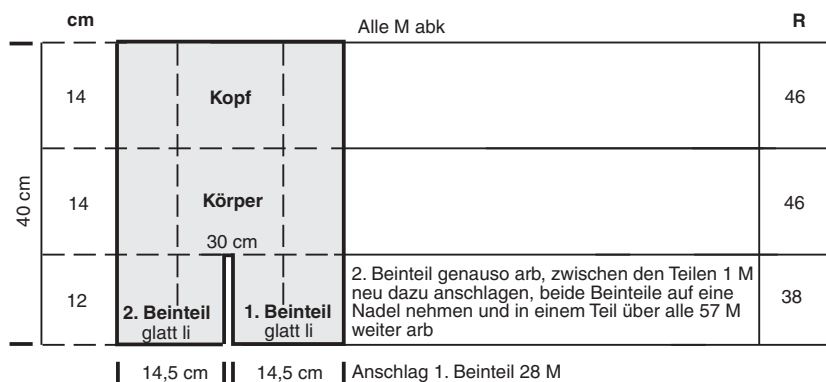 cm
Alle M abk
R
14
Kopf
46
40 cm
14
Körper
46
30 cm
12
2. Beinteil
glatt li
1. Beinteil
glatt li
2. Beinteil genauso arb, zwischen den Teilen 1 M
neu dazu anschlagen, beide Beinteile auf eine
Nadel nehmen und in einem Teil über alle 57 M
weiter arb
38
14,5 cm
14,5 cm
Anschlag 1. Beinteil 28 M